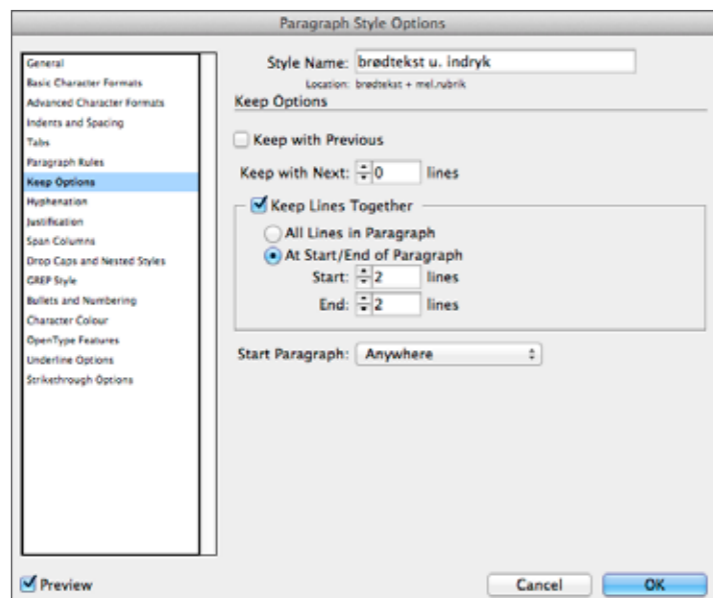 Paragraph Style Options
General
Basic Character Formats
Advanced Character Formats
Indents and Spacing
Tabs
Paragraph Rules
Keep Options
Hyphenation
Justification
Span Columns
Drop Caps and Nested Styles
GREP Style
Bullets and Numbering
Character Colour
OpenType Features
Underline Options
Strikethrough Options
Style Name: brødtekst u. indryk
Location: brødtekst + mel.rubrik
Keep Options
Keep with Previous
Keep with Next: 0 lines
Keep Lines Together
All Lines in Paragraph
At Start/End of Paragraph
Start: 2 lines
End: 2 lines
Start Paragraph: Anywhere
Preview
Cancel OK